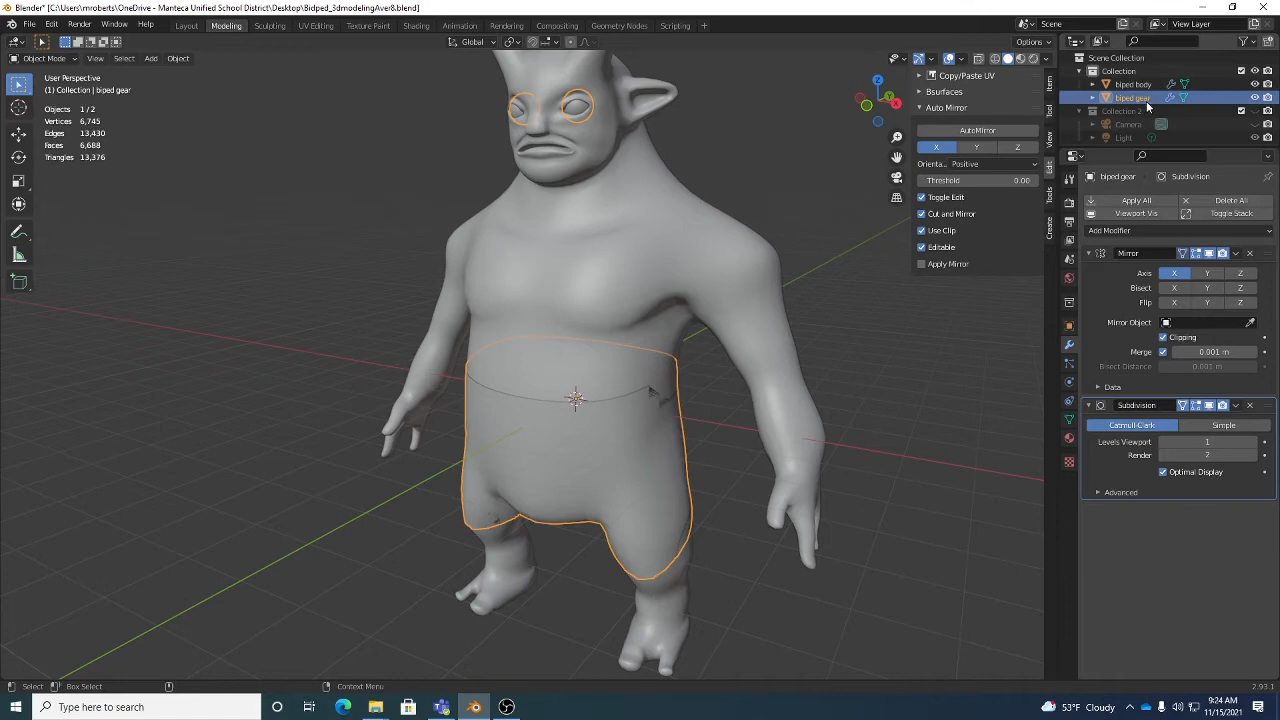 Blender* [C:\Users\mroberts\OneDrive - Manteca Unified School District\Desktop\Bidped_3dmodelingAver8.blend]
File Edit Render Window Help Layout Modeling Sculpting UV Editing Texture Paint Shading Animation Rendering Compositing Geometry Nodes Scripting + Scene View Layer
Global Options
Object Mode View Select Add Object
User Perspective
(1) Collection | biped gear
Objects 1 / 2
Vertices 6,745
Edges 13,430
Faces 6,688
Triangles 13,376
Z
X
Copy/Paste UV
Bsurfaces
Auto Mirror
AutoMirror
X Y Z
Orienta... Positive
Threshold 0.00
Toggle Edit
Cut and Mirror
Use Clip
Editable
Apply Mirror
Item
Tool
View
Edit
Tools
Create
Scene Collection
Collection
biped body
biped gear
Collection 2
Camera
Light
biped gear Subdivision
Apply All Delete All
Viewport Vis Toggle Stack
Add Modifier
Mirror
Axis X Y Z
Bisect X Y Z
Flip X Y Z
Mirror Object
Clipping
Merge 0.001 m
Bisect Distance 0.001 m
Data
Subdivision
Catmull-Clark Simple
Levels Viewport 1
Render 2
Optimal Display
Advanced
Select Box Select Context Menu 2.93.1
Type here to search 53°F Cloudy 9:24 AM
11/15/2021